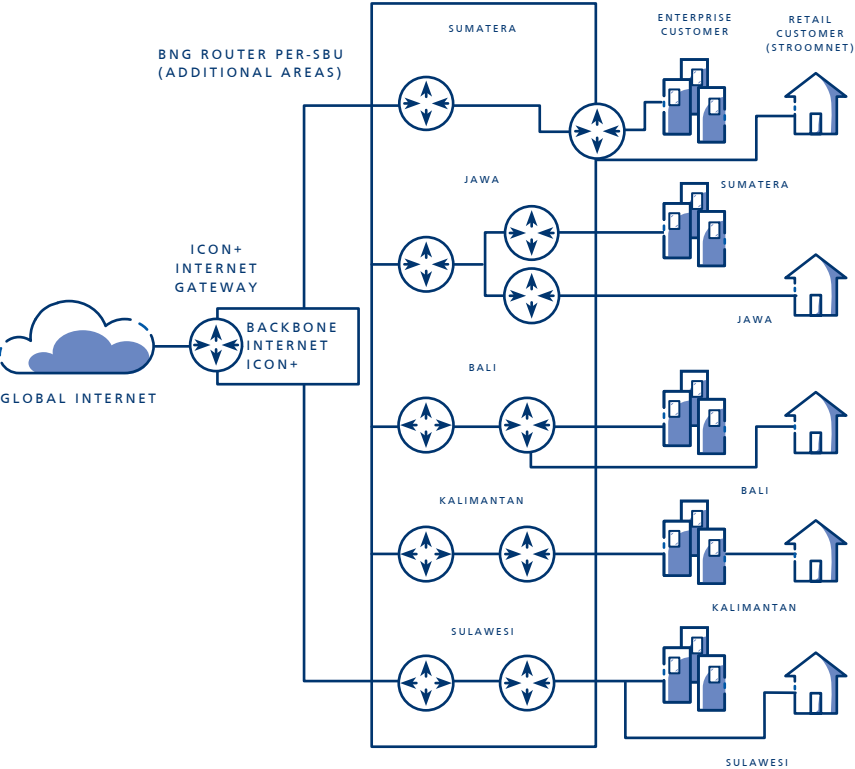 SUMATERA
ENTERPRISE
CUSTOMER
RETAIL
CUSTOMER
(STROOMNET)
BNG ROUTER PER-SBU
(ADDITIONAL AREAS)
JAWA
SUMATERA
ICON+
INTERNET
GATEWAY
BACKBONE
INTERNET
ICON+
JAWA
BALI
GLOBAL INTERNET
BALI
KALIMANTAN
KALIMANTAN
SULAWESI
SULAWESI